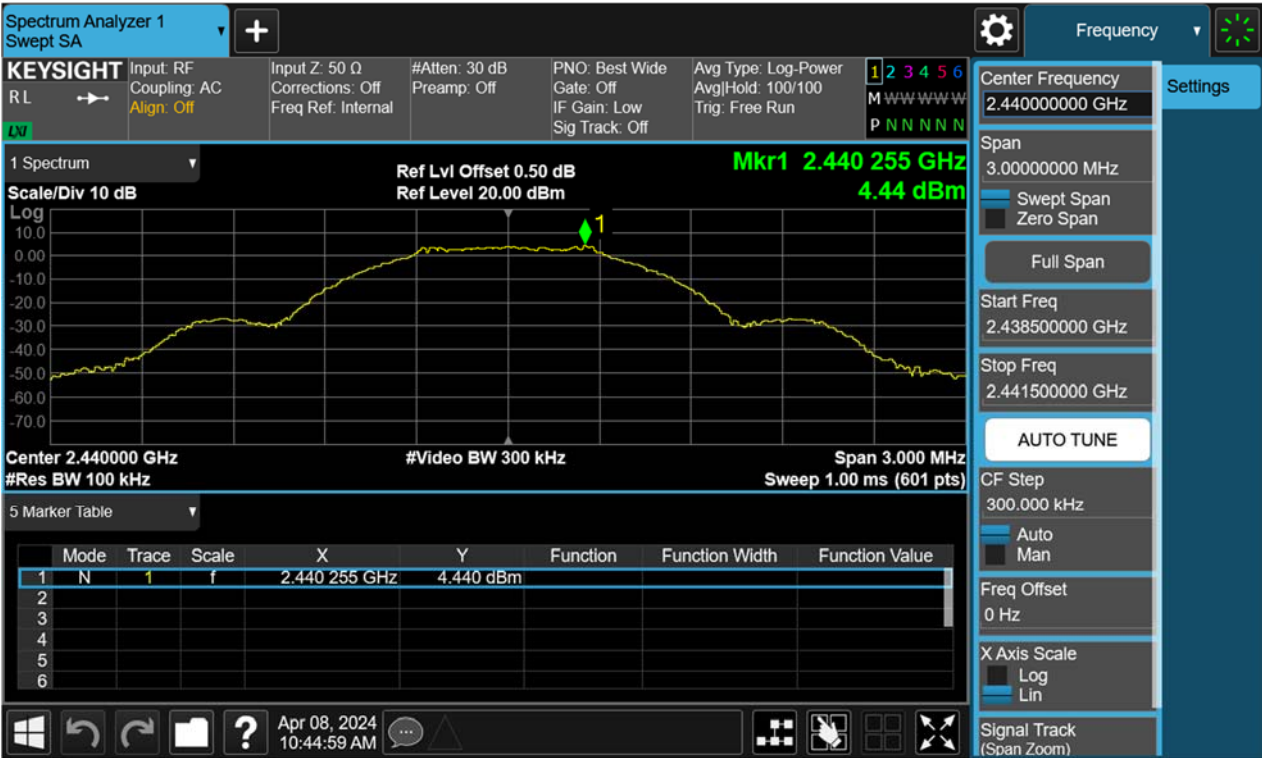 Spectrum Analyzer 1
Swept SA
+
Frequency
KEYSIGHT
R L
LXI
Input: RF
Coupling: AC
Align: Off
Input Z: 50 Ω
Corrections: Off
Freq Ref: Internal
#Atten: 30 dB
Preamp: Off
PNO: Best Wide
Gate: Off
IF Gain: Low
Sig Track: Off
Avg Type: Log-Power
Avg|Hold: 100/100
Trig: Free Run
1 2 3 4 5 6
M W W W W W
P N N N N N
1 Spectrum
Scale/Div 10 dB
Ref Lvl Offset 0.50 dB
Ref Level 20.00 dBm
Mkr1 2.440 255 GHz
4.44 dBm
Log
1
10.0
0.00
-10.0
-20.0
-30.0
-40.0
-50.0
-60.0
-70.0
Center 2.440000 GHz
#Video BW 300 kHz
Span 3.000 MHz
#Res BW 100 kHz
Sweep 1.00 ms (601 pts)
5 Marker Table
Mode Trace Scale X Y Function Function Width Function Value
1 N 1 f 2.440 255 GHz 4.440 dBm
2
3
4
5
6
?
Apr 08, 2024
10:44:59 AM
Center Frequency
2.440000000 GHz
Settings
Span
3.00000000 MHz
Swept Span
Zero Span
Full Span
Start Freq
2.438500000 GHz
Stop Freq
2.441500000 GHz
AUTO TUNE
CF Step
300.000 kHz
Auto
Man
Freq Offset
0 Hz
X Axis Scale
Log
Lin
Signal Track
(Span Zoom)